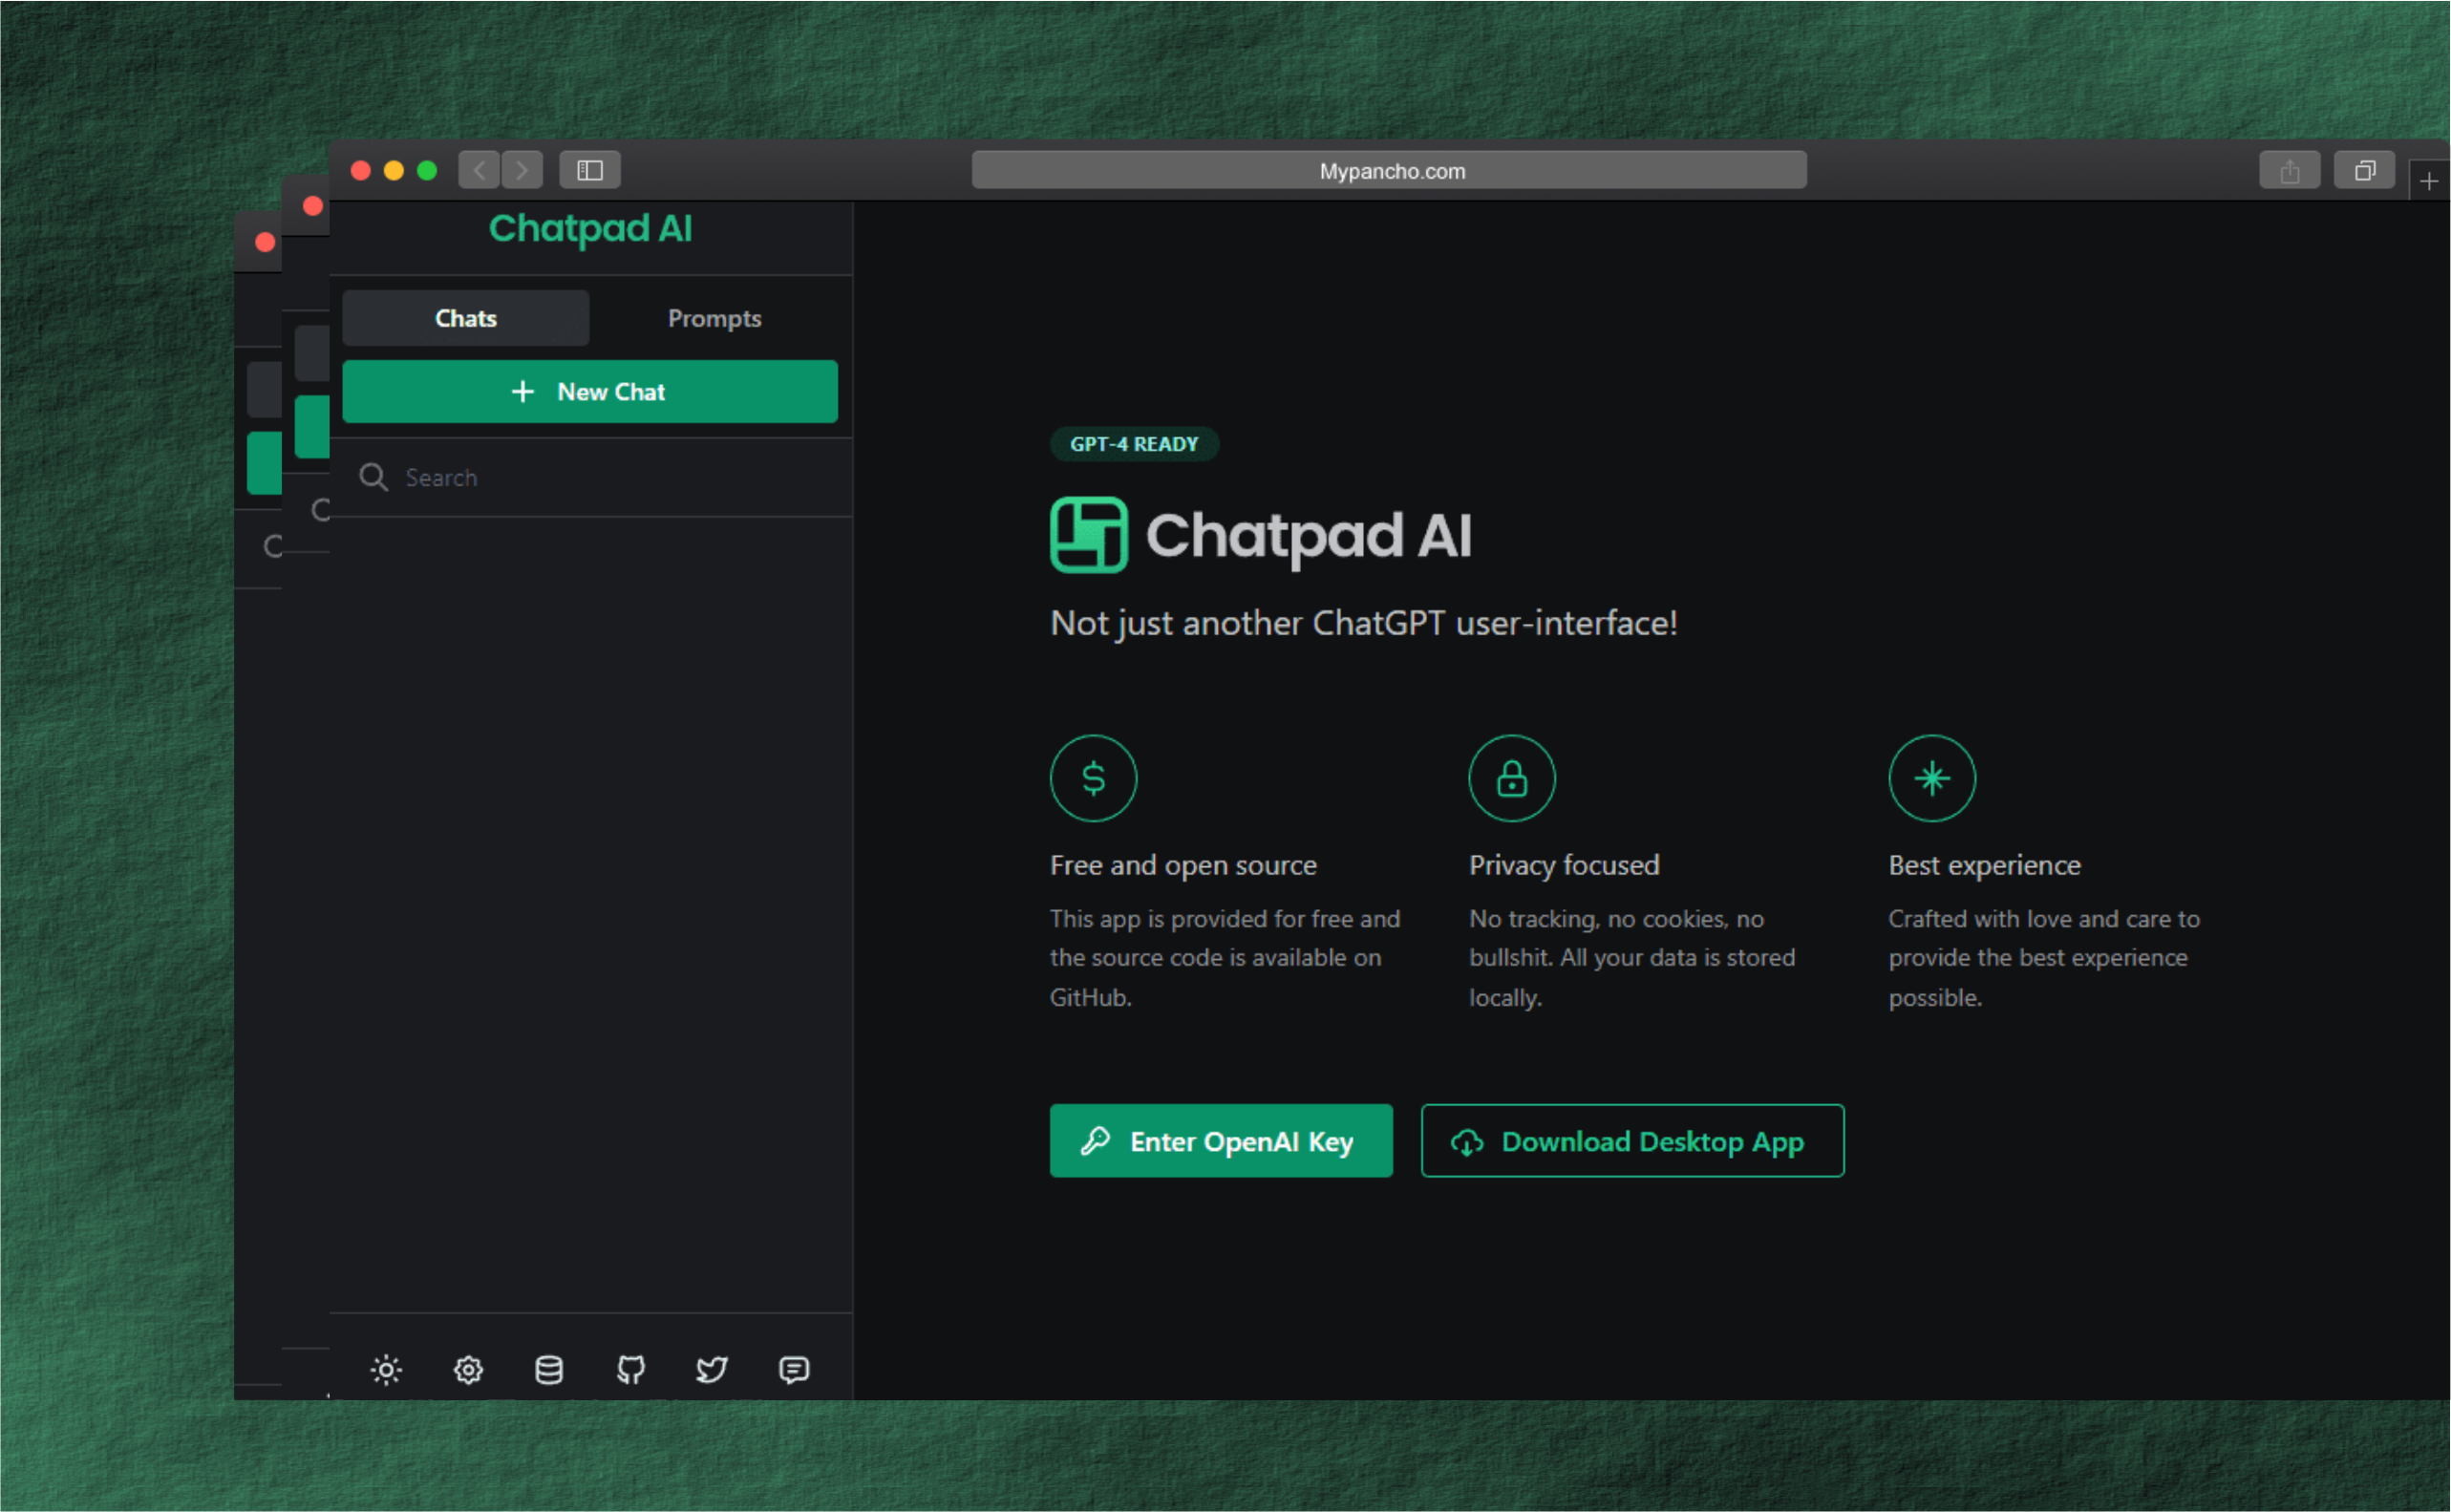 Mypancho.com
Chatpad AI
Chats
Prompts
New Chat
Search
GPT-4 READY
Chatpad AI
Not just another ChatGPT user-interface!
Free and open source
This app is provided for free and
the source code is available on
GitHub.
Privacy focused
No tracking, no cookies, no
bullshit. All your data is stored
locally.
Best experience
Crafted with love and care to
provide the best experience
possible.
Enter OpenAI Key
Download Desktop App